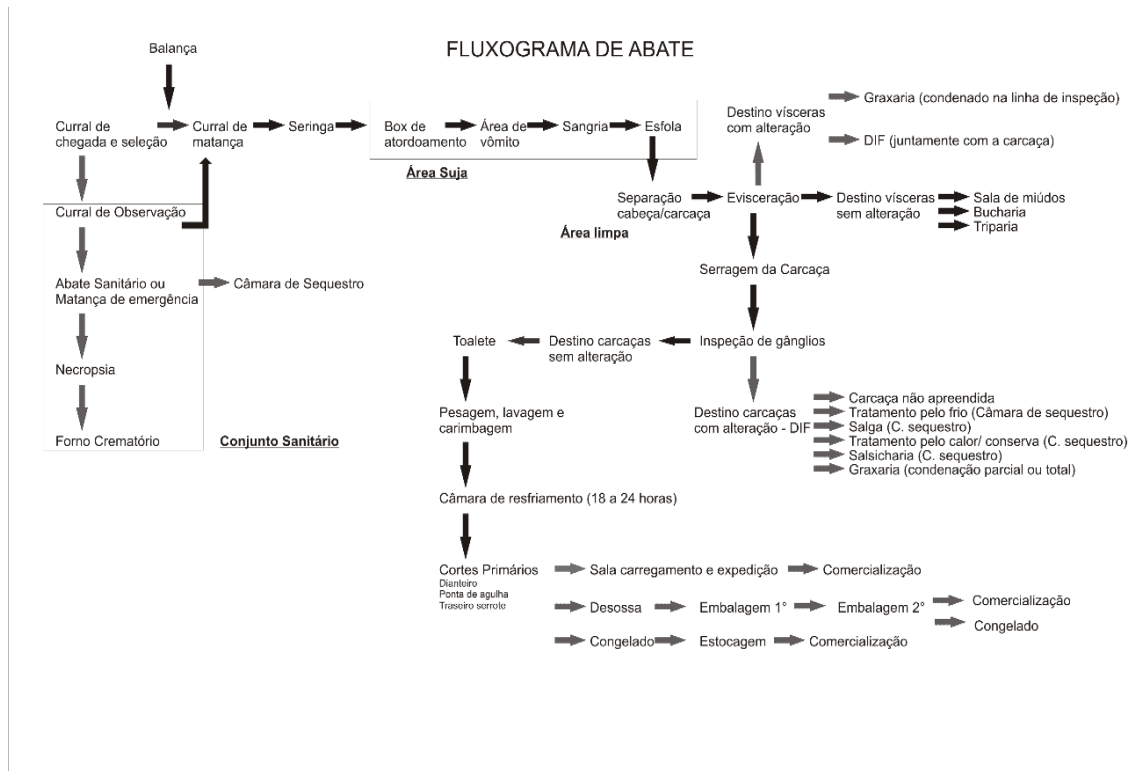 FLUXOGRAMA DE ABATE
Balança
Curral de
chegada e seleção
Curral de
matança
Seringa
Box de
atordoamento
Área de
vômito
Sangria
Esfola
Área Suja
Destino vísceras
com alteração
Graxaria (condenado na linha de inspeção)
DIF (juntamente com a carcaça)
Curral de Observação
Separação
cabeça/carcaça
Evisceração
Destino vísceras
sem alteração
Sala de miúdos
Bucharia
Triparia
Área limpa
Abate Sanitário ou
Matança de emergência
Câmara de Sequestro
Serragem da Carcaça
Necropsia
Toalete
Destino carcaças
sem alteração
Inspeção de gânglios
Forno Crematório
Conjunto Sanitário
Pesagem, lavagem e
carimbagem
Destino carcaças
com alteração - DIF
Carcaça não apreendida
Tratamento pelo frio (Câmara de sequestro)
Salga (C. sequestro)
Tratamento pelo calor/ conserva (C. sequestro)
Salsicharia (C. sequestro)
Graxaria (condenação parcial ou total)
Câmara de resfriamento (18 a 24 horas)
Cortes Primários
Dianteiro
Ponta de agulha
Traseiro serrote
Sala carregamento e expedição
Comercialização
Desossa
Embalagem 1°
Embalagem 2°
Comercialização
Congelado
Congelado
Estocagem
Comercialização